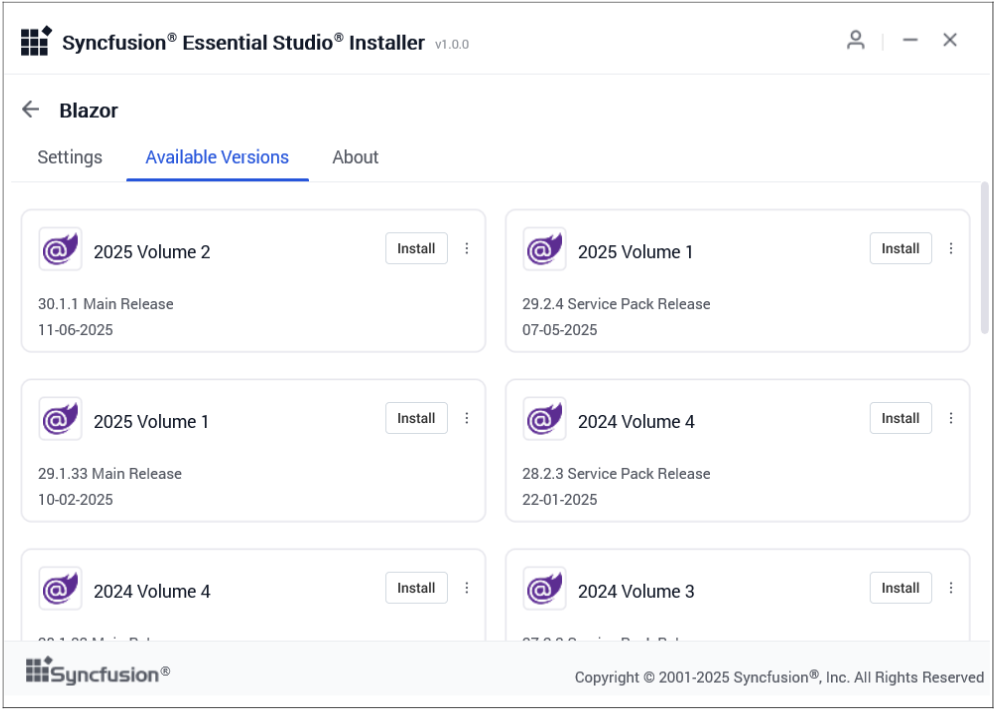 Syncfusion® Essential Studio® Installer v1.0.0
Blazor
Settings Available Versions About
2025 Volume 2 Install
30.1.1 Main Release
11-06-2025
2025 Volume 1 Install
29.2.4 Service Pack Release
07-05-2025
2025 Volume 1 Install
29.1.33 Main Release
10-02-2025
2024 Volume 4 Install
28.2.3 Service Pack Release
22-01-2025
2024 Volume 4 Install
2024 Volume 3 Install
Syncfusion®
Copyright © 2001-2025 Syncfusion®, Inc. All Rights Reserved